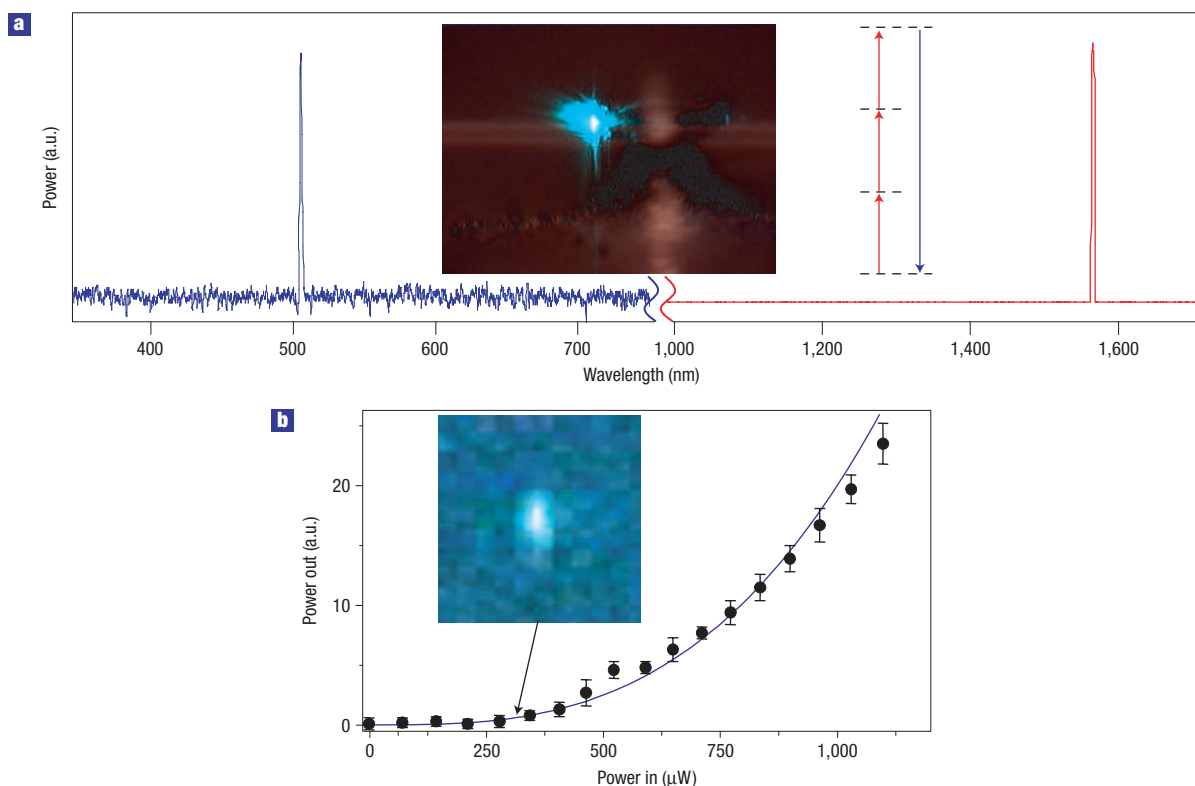 a
Power (a.u.)
400 500 600 700 1,000 1,200 1,400 1,600
Wavelength (nm)
b
Power out (a.u.)
20
10
0
0 250 500 750 1,000
Power in (μW)